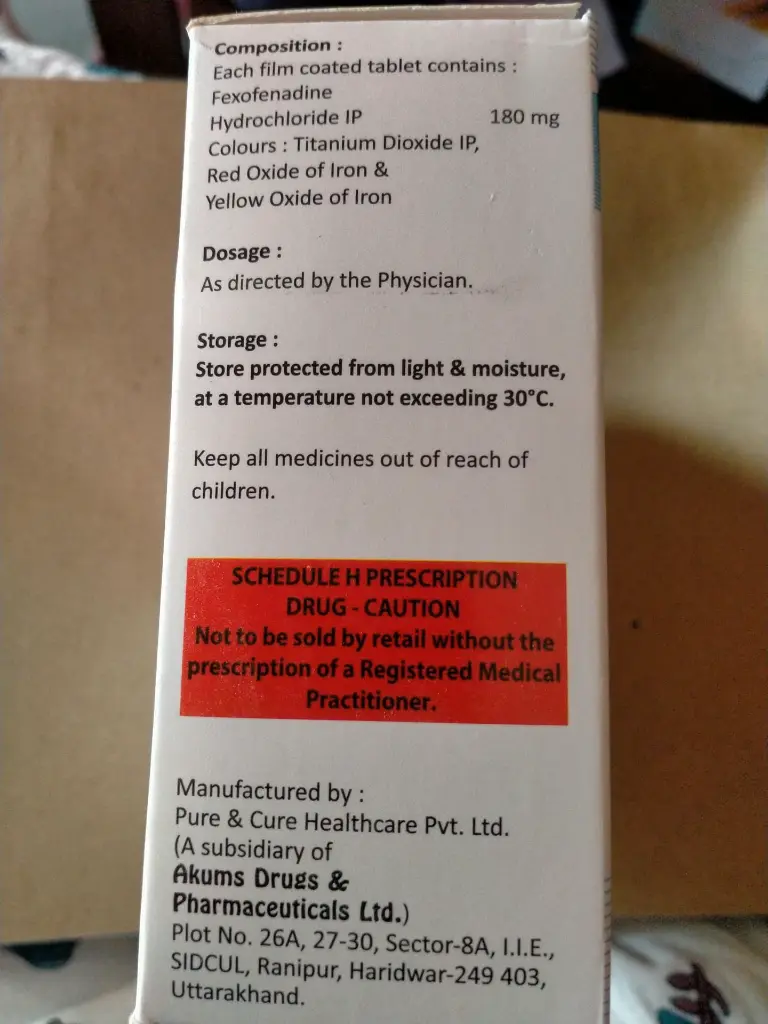 Composition :
Each film coated tablet contains :
Fexofenadine
Hydrochloride IP 180 mg
Colours : Titanium Dioxide IP,
Red Oxide of Iron &
Yellow Oxide of Iron
Dosage :
As directed by the Physician.
Storage :
Store protected from light & moisture,
at a temperature not exceeding 30°C.
Keep all medicines out of reach of
children.
SCHEDULE H PRESCRIPTION
DRUG - CAUTION
Not to be sold by retail without the
prescription of a Registered Medical
Practitioner.
Manufactured by :
Pure & Cure Healthcare Pvt. Ltd.
(A subsidiary of
Akums Drugs &
Pharmaceuticals Ltd.)
Plot No. 26A, 27-30, Sector-8A, I.I.E.,
SIDCUL, Ranipur, Haridwar-249 403,
Uttarakhand.